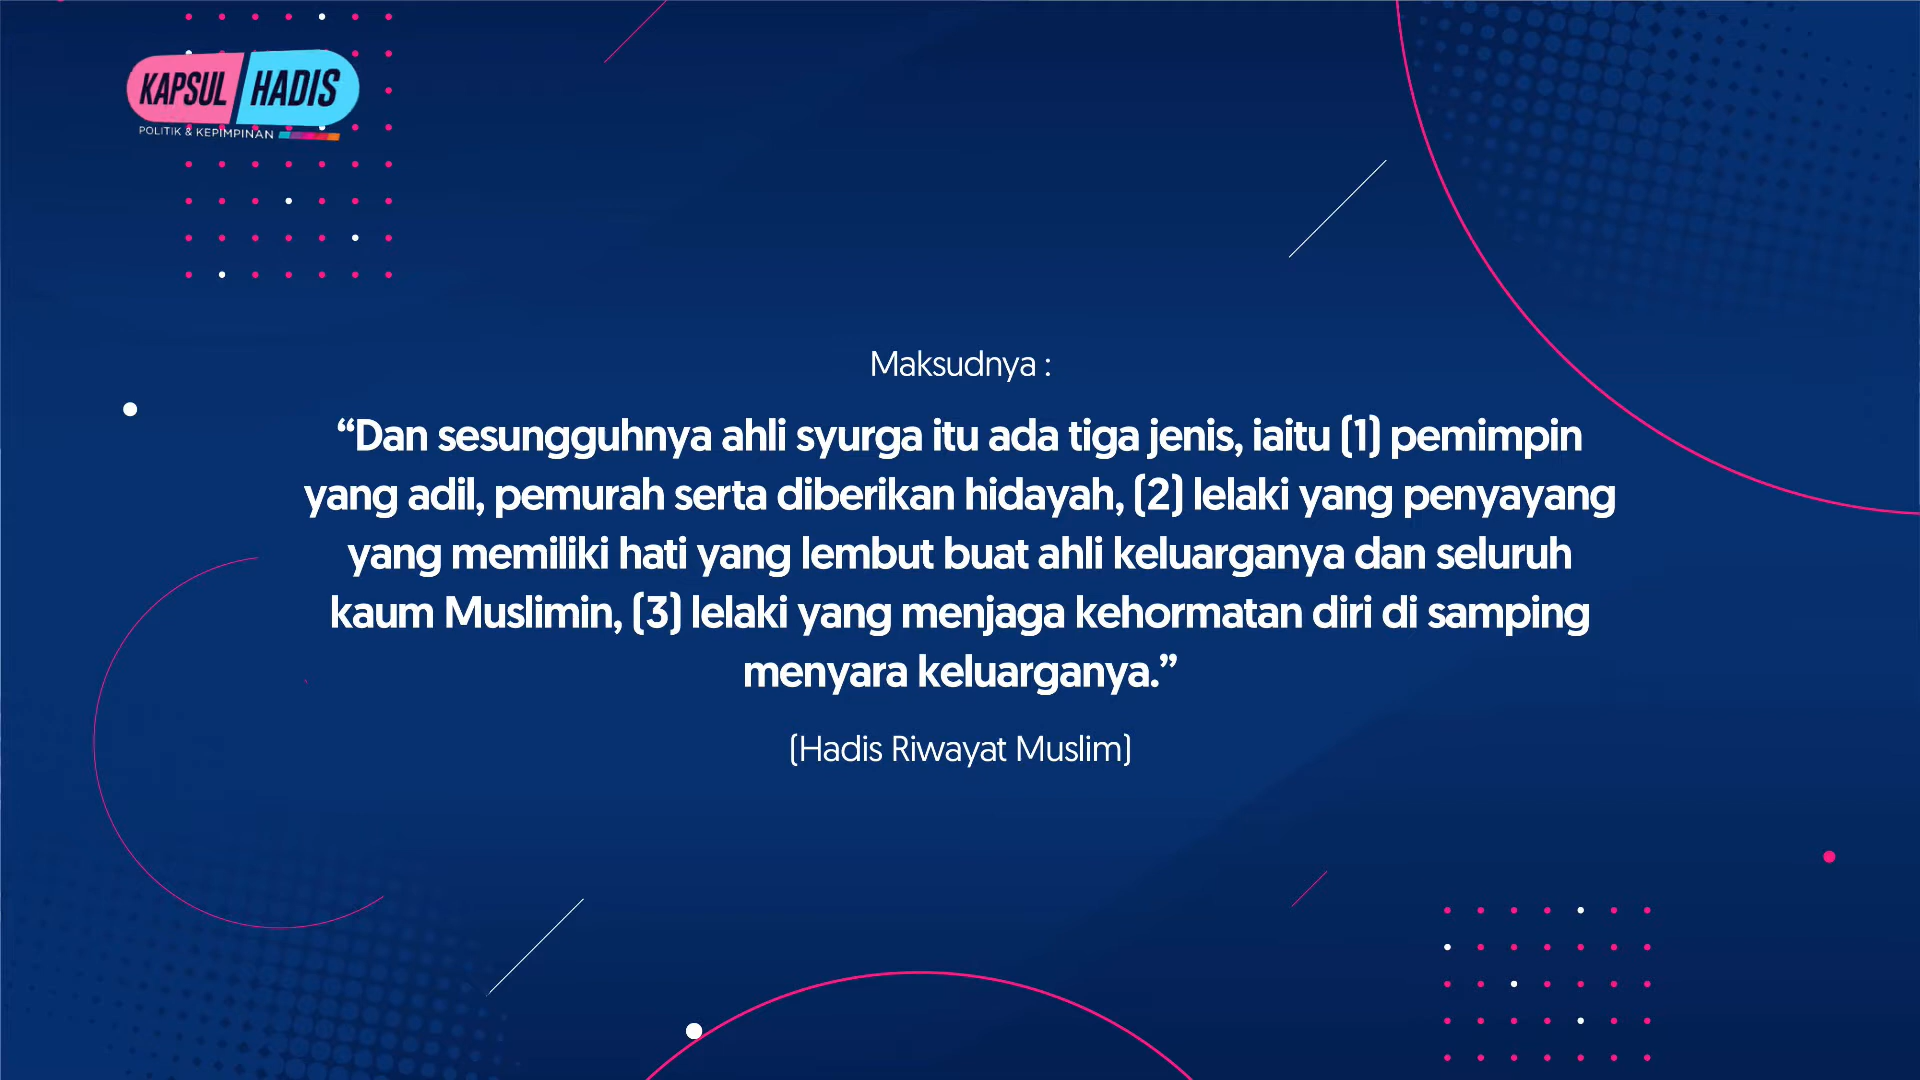 KAPSUL HADIS
POLITIK & KEPIMPINAN
Maksudnya :
“Dan sesungguhnya ahli syurga itu ada tiga jenis, iaitu (1) pemimpin
yang adil, pemurah serta diberikan hidayah, (2) lelaki yang penyayang
yang memiliki hati yang lembut buat ahli keluarganya dan seluruh
kaum Muslimin, (3) lelaki yang menjaga kehormatan diri di samping
menyara keluarganya.”
(Hadis Riwayat Muslim)